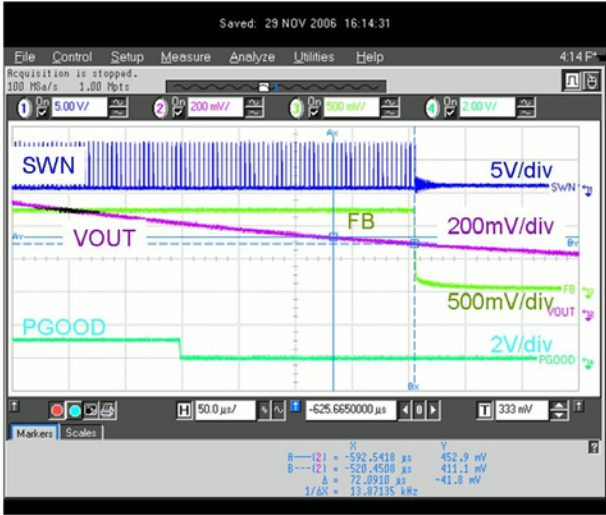 Saved: 29 NOV 2006 16:14:31
File Control Setup Measure Analyze Utilities Help 4:14 P
Acquisition is stopped.
100 MSa/s 1.00 Mpts
1 On 5.00 V/ 2 On 200 mV/ 3 On 500 mV/ 4 On 2.00 V/
Ax
SWN 5V/div
SWN
FB 200mV/div
Ay VOUT By
FB
500mV/div
VOUT
PGOOD 2V/div
PGOOD
Bx
H 50.0 µs/ -625.6650000 µs 0 T 333 mV
Markers Scales ?
X Y
A——(2) = -592.5418 µs 452.9 mV
B---(2) = -520.4508 µs 411.1 mV
Δ = 72.0910 µs -41.8 mV
1/ΔX = 13.87135 kHz